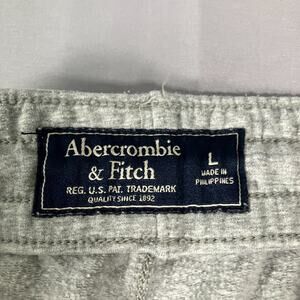 Abercrombie
& Fitch
REG. U.S. PAT. TRADEMARK
QUALITY SINCE 1892
L
MADE IN
PHILIPPINES